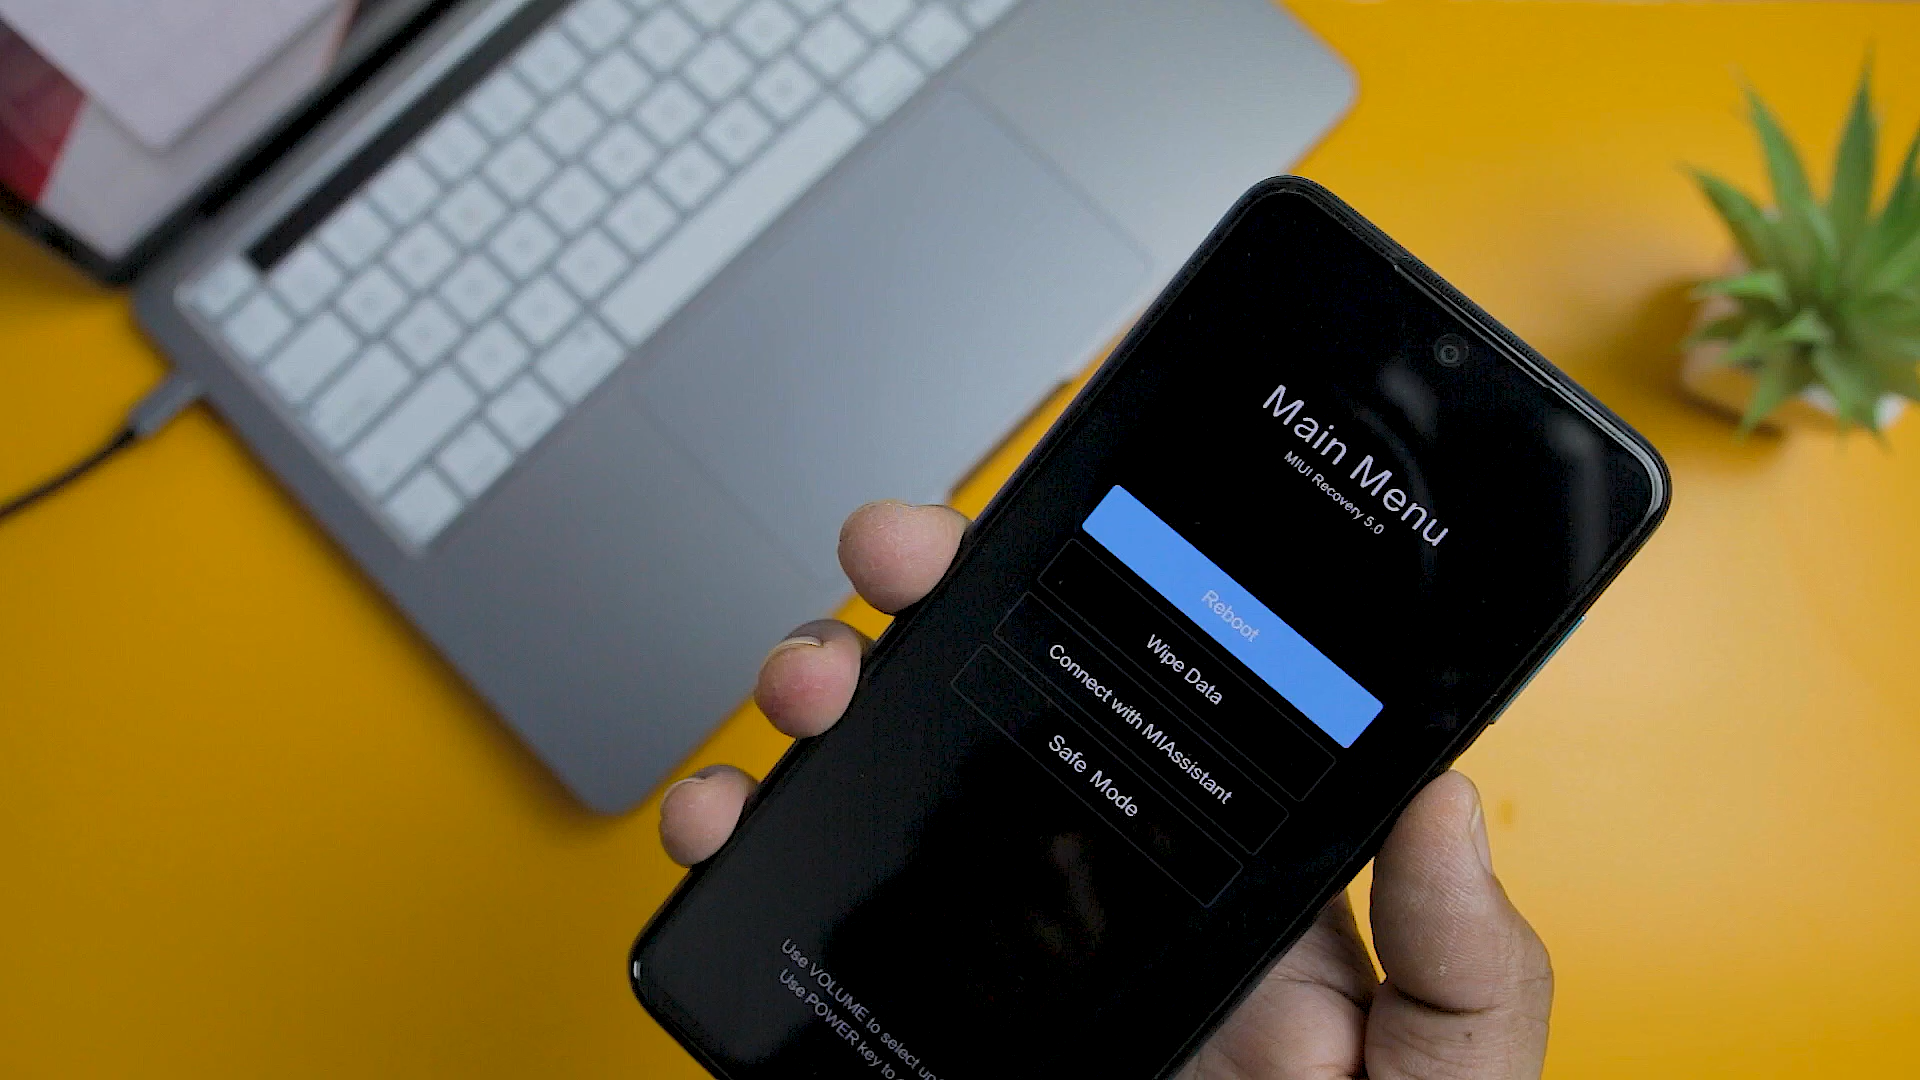 Main Menu
MIUI Recovery 5.0
Reboot
Wipe Data
Connect with MIAssistant
Safe Mode
Use VOLUME to select
Use POWER key to